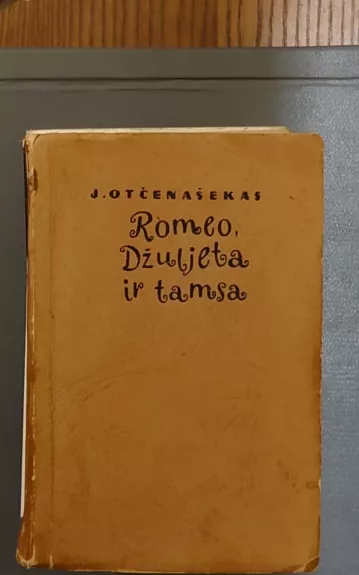 J. OTČENAŠEKAS
Romeo,
Džuljeta
ir tamsa